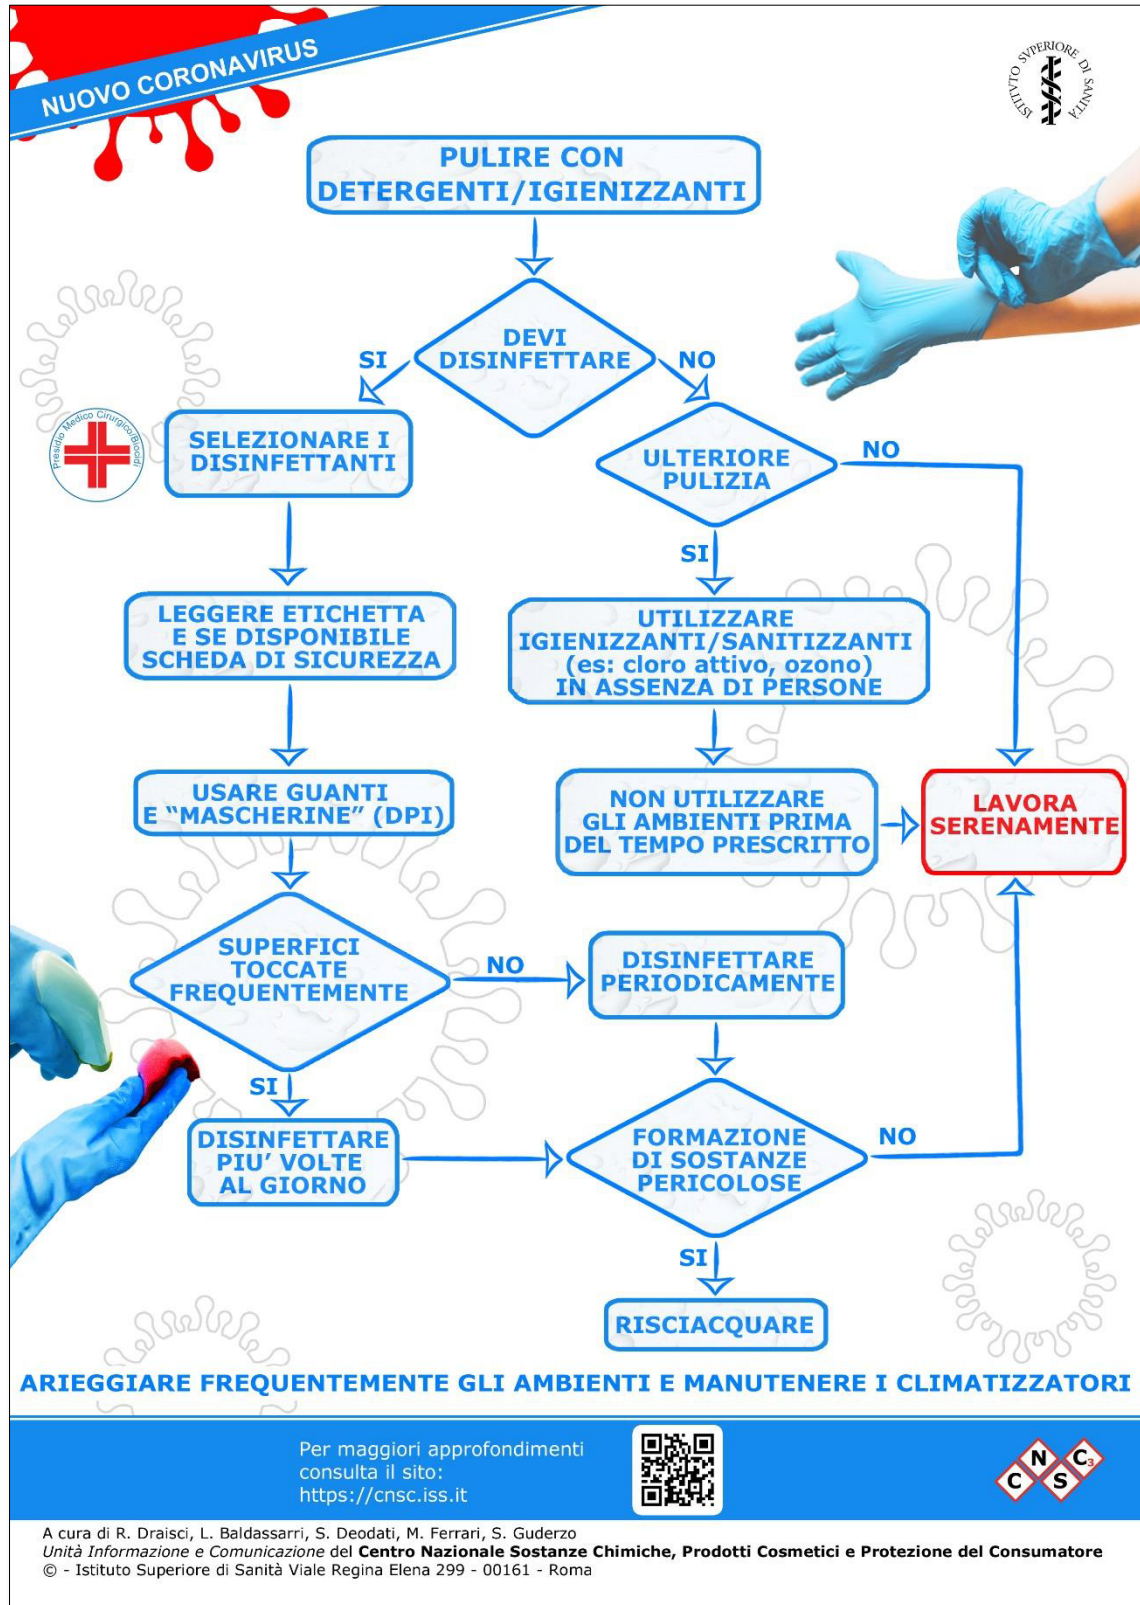 NUOVO CORONAVIRUS
ISTITVTO SVPERIORE DI SANITÀ
PULIRE CON
DETERGENTI/IGIENIZZANTI
DEVI
DISINFETTARE
SI
NO
Presidio Medico Cirurgico/Biocidi
SELEZIONARE I
DISINFETTANTI
ULTERIORE
PULIZIA
NO
SI
LEGGERE ETICHETTA
E SE DISPONIBILE
SCHEDA DI SICUREZZA
UTILIZZARE
IGIENIZZANTI/SANITIZZANTI
(es: cloro attivo, ozono)
IN ASSENZA DI PERSONE
USARE GUANTI
E “MASCHERINE” (DPI)
NON UTILIZZARE
GLI AMBIENTI PRIMA
DEL TEMPO PRESCRITTO
LAVORA
SERENAMENTE
SUPERFICI
TOCCATE
FREQUENTEMENTE
NO
DISINFETTARE
PERIODICAMENTE
SI
DISINFETTARE
PIU’ VOLTE
AL GIORNO
FORMAZIONE
DI SOSTANZE
PERICOLOSE
NO
SI
RISCIACQUARE
ARIEGGIARE FREQUENTEMENTE GLI AMBIENTI E MANUTENERE I CLIMATIZZATORI
Per maggiori approfondimenti
consulta il sito:
https://cnsc.iss.it
C N S C3
A cura di R. Draisci, L. Baldassarri, S. Deodati, M. Ferrari, S. Guderzo
Unità Informazione e Comunicazione del Centro Nazionale Sostanze Chimiche, Prodotti Cosmetici e Protezione del Consumatore
© - Istituto Superiore di Sanità Viale Regina Elena 299 - 00161 - Roma